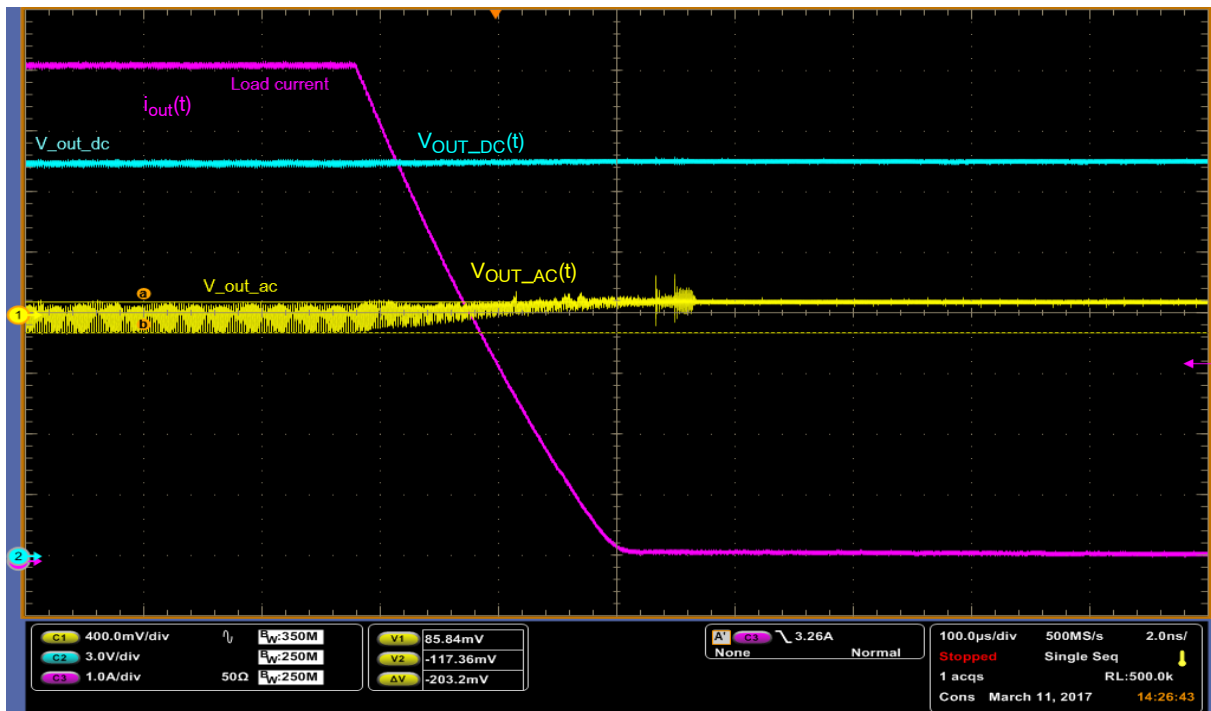 Load current
i_out(t)
V_out_dc
V_OUT_DC(t)
V_OUT_AC(t)
V_out_ac
a
b
1
2
C1 400.0mV/div BW:350M
C2 3.0V/div BW:250M
C3 1.0A/div 50Ω BW:250M
V1 85.84mV
V2 -117.36mV
ΔV -203.2mV
A' C3 3.26A
None Normal
100.0µs/div 500MS/s 2.0ns/
Stopped Single Seq
1 acqs RL:500.0k
Cons March 11, 2017 14:26:43